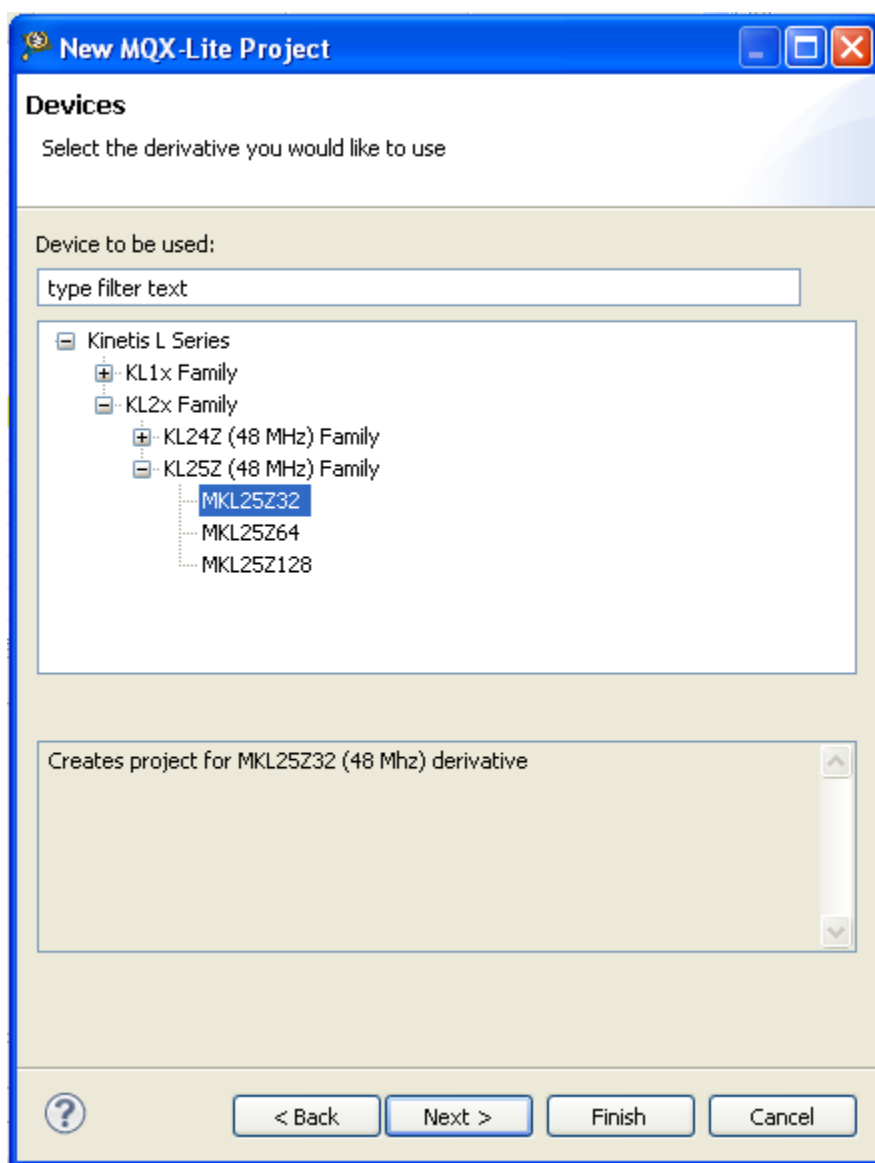 New MQX-Lite Project
Devices
Select the derivative you would like to use
Device to be used:
type filter text
Kinetis L Series
KL1x Family
KL2x Family
KL24Z (48 MHz) Family
KL25Z (48 MHz) Family
MKL25Z32
MKL25Z64
MKL25Z128
Creates project for MKL25Z32 (48 Mhz) derivative
? < Back Next > Finish Cancel